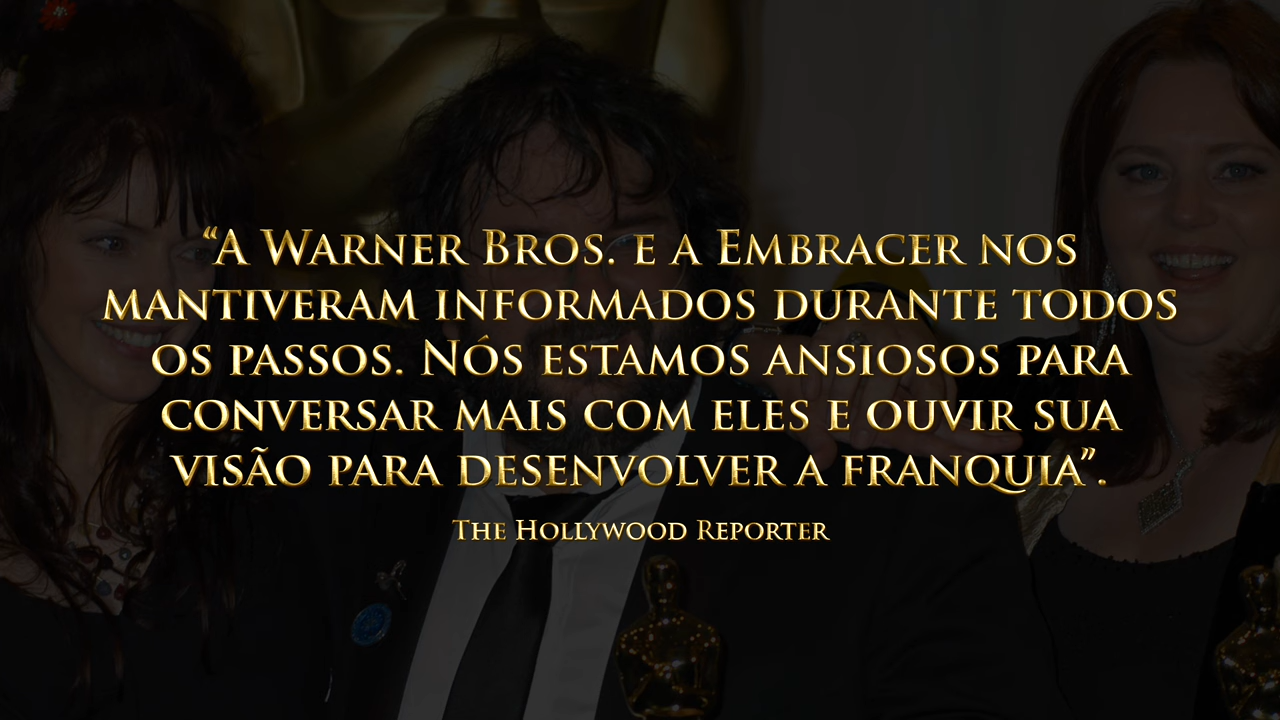 “A Warner Bros. e a Embracer nos
mantiveram informados durante todos
os passos. Nós estamos ansiosos para
conversar mais com eles e ouvir sua
visão para desenvolver a franquia”.
The Hollywood Reporter